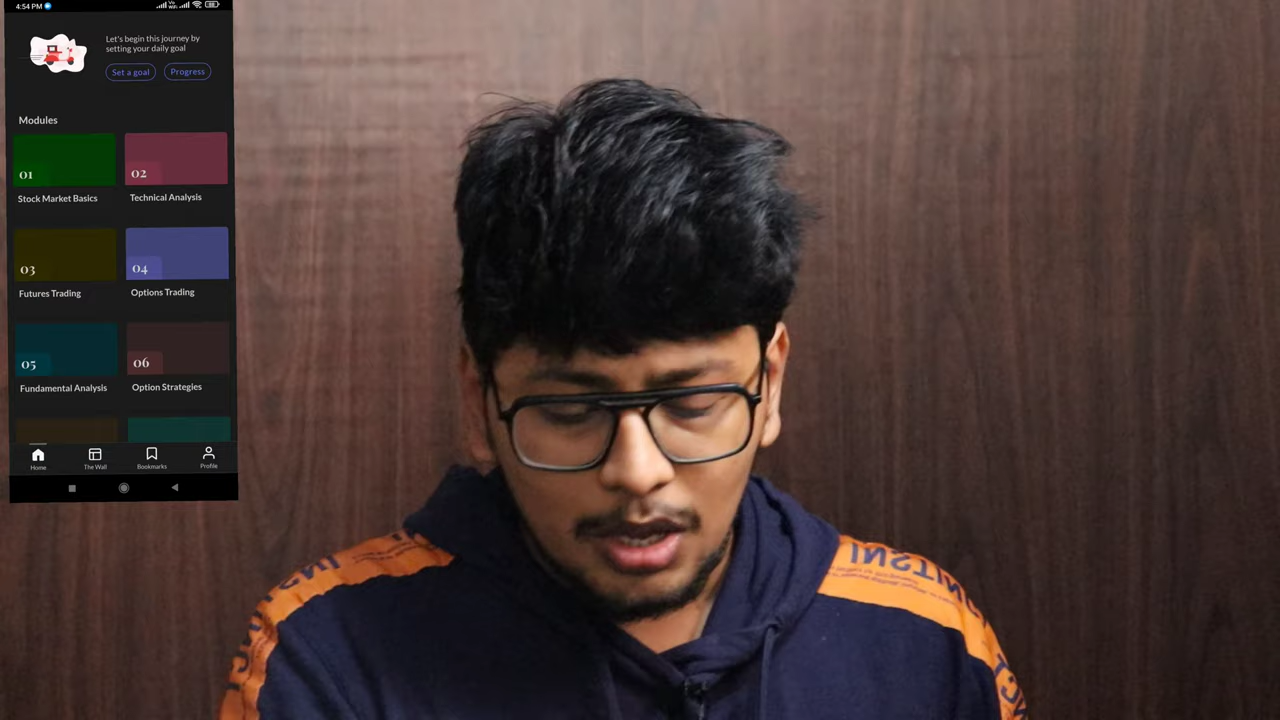 4:54 PM
Let's begin this journey by
setting your daily goal
Set a goal
Progress
Modules
01
02
Stock Market Basics
Technical Analysis
03
04
Futures Trading
Options Trading
05
06
Fundamental Analysis
Option Strategies
Home
The Wall
Bookmarks
Profile